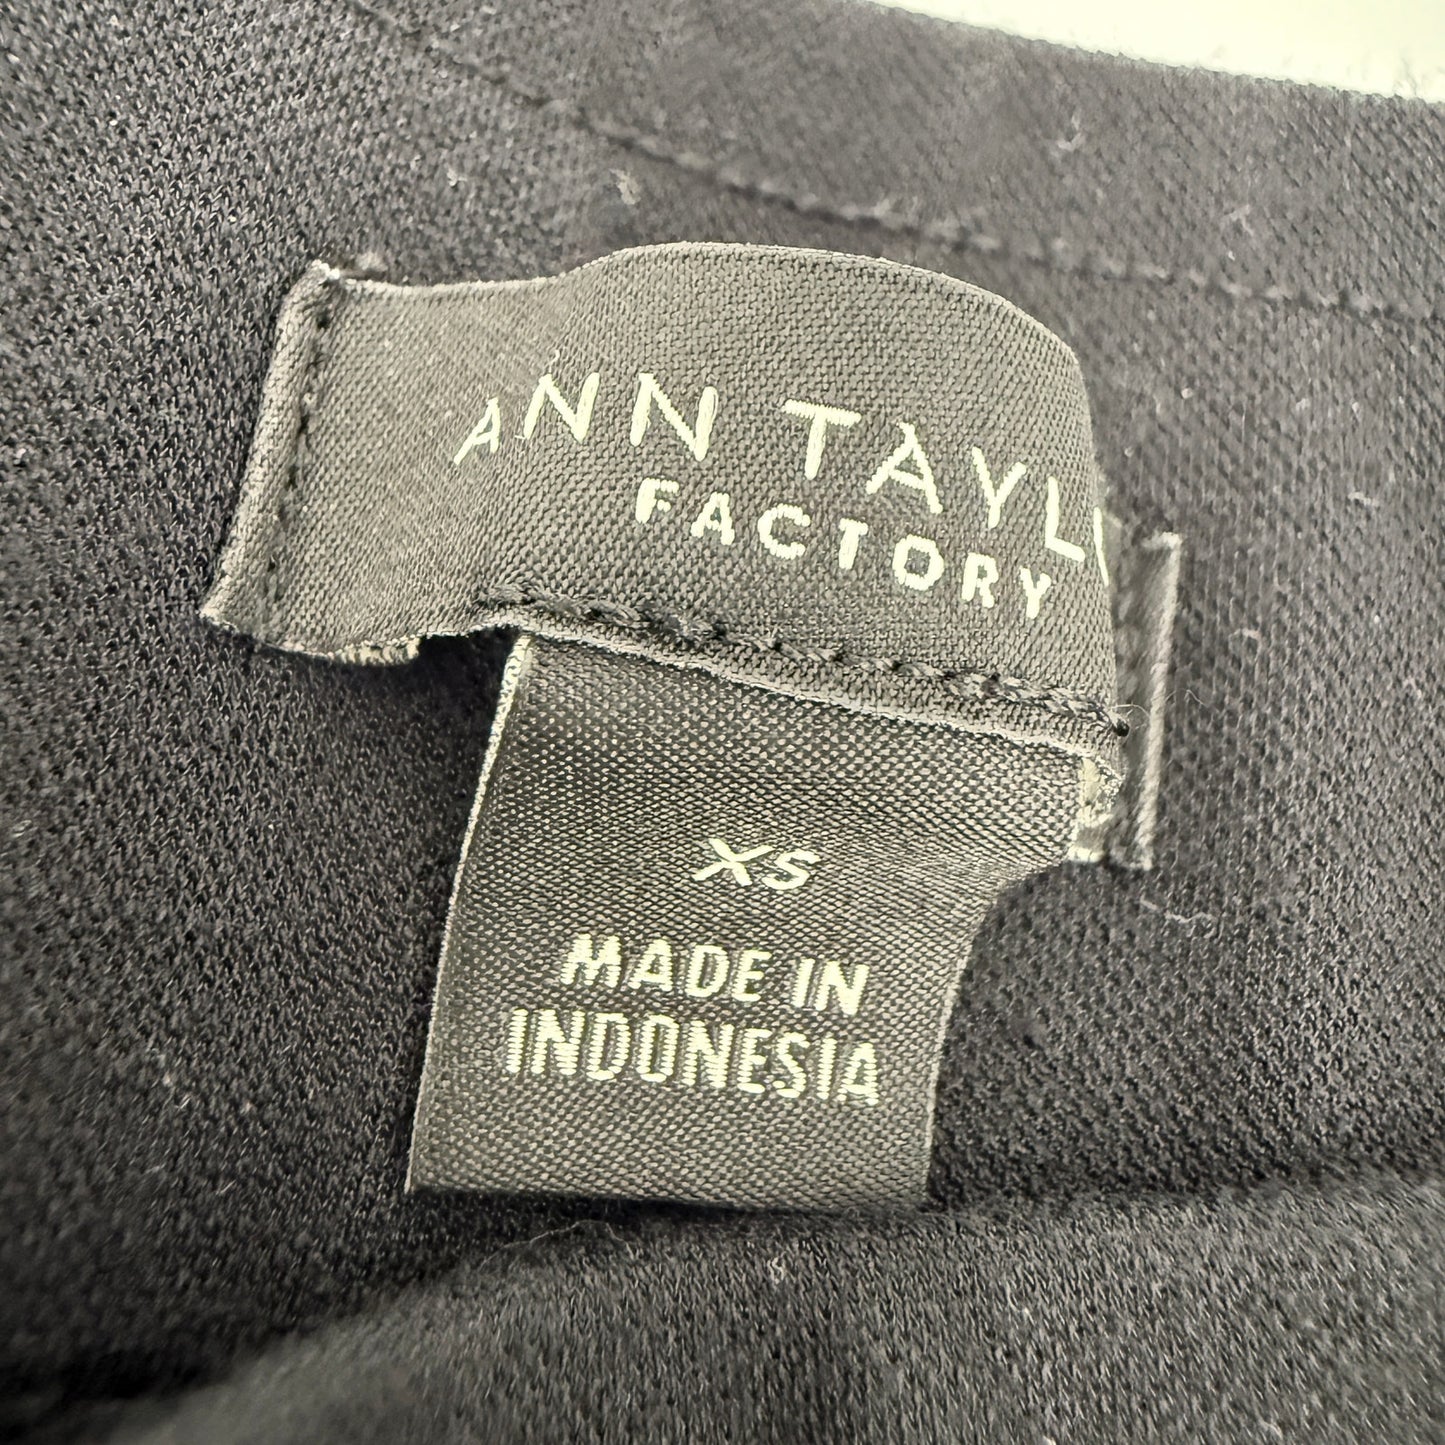 ANN TAYL
FACTORY
XS
MADE IN
INDONESIA